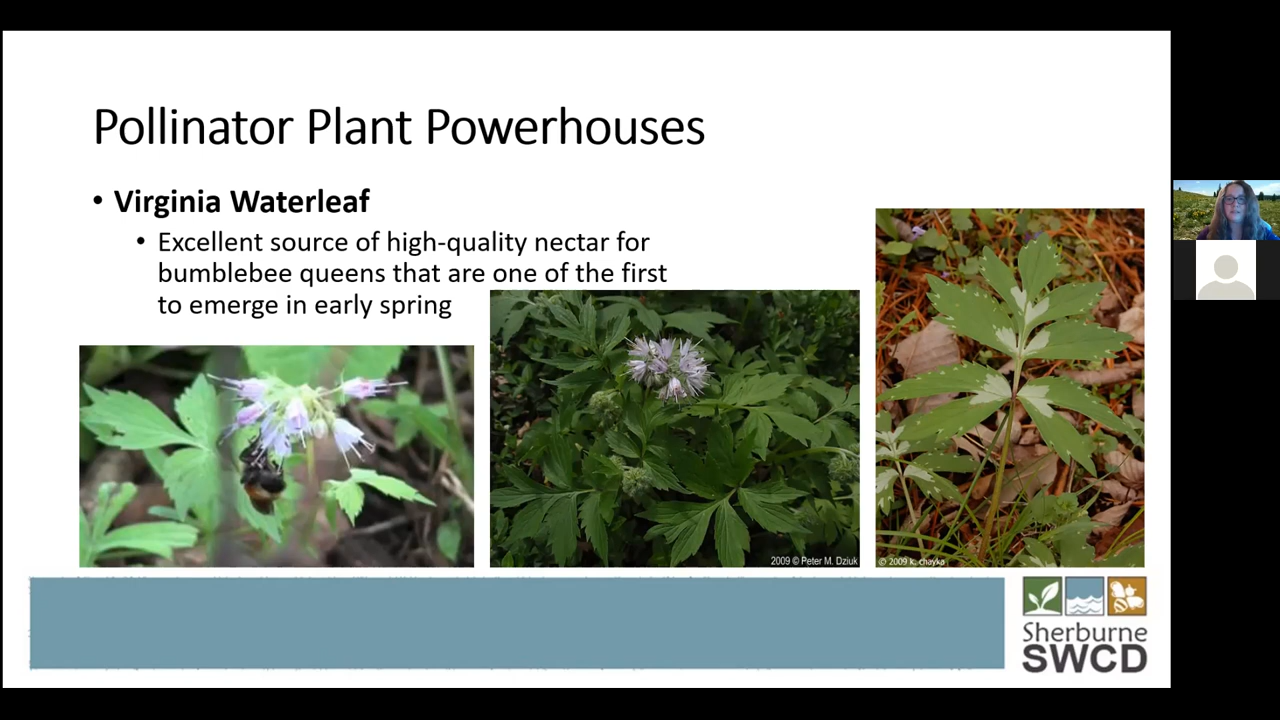 Pollinator Plant Powerhouses
• Virginia Waterleaf
• Excellent source of high-quality nectar for
bumblebee queens that are one of the first
to emerge in early spring
2009 © Peter M. Dziuk
© 2009 k. chayka
Sherburne
SWCD